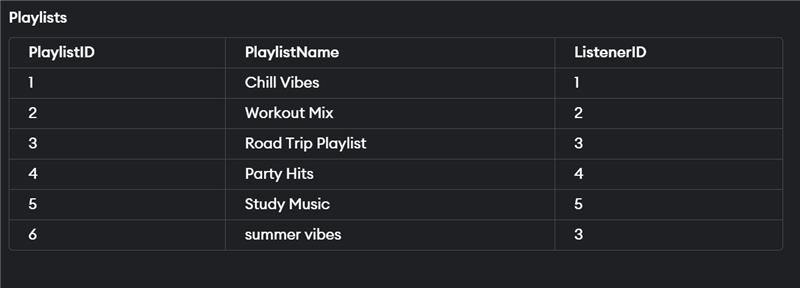 Playlists
PlaylistID PlaylistName ListenerID
1 Chill Vibes 1
2 Workout Mix 2
3 Road Trip Playlist 3
4 Party Hits 4
5 Study Music 5
6 summer vibes 3